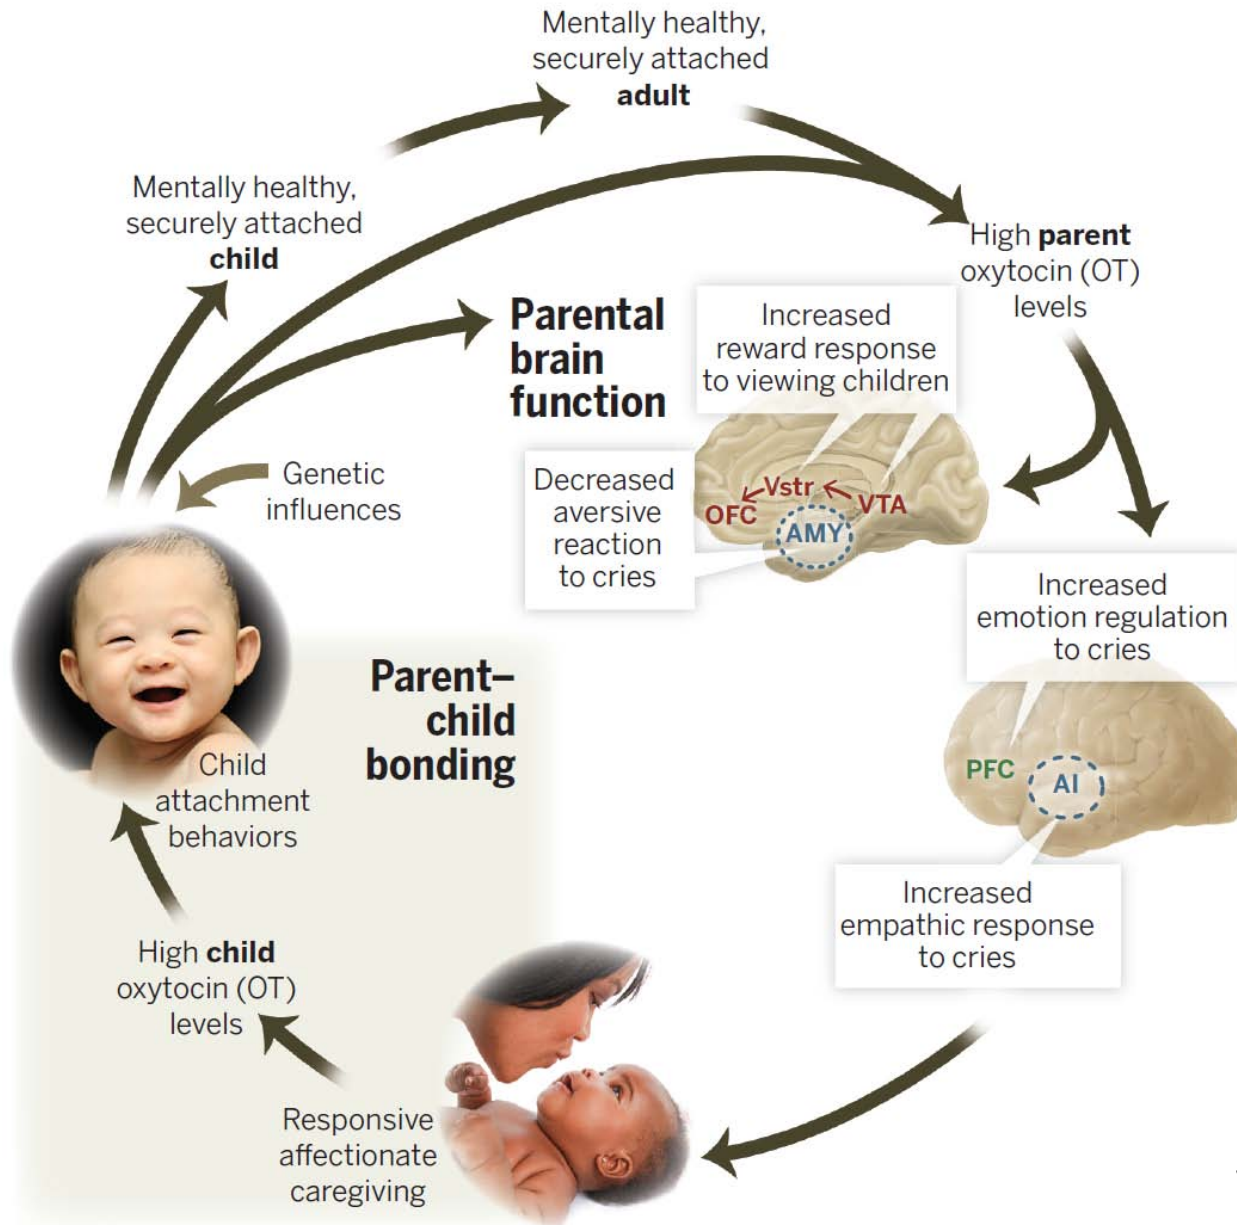 Mentally healthy,
securely attached
adult
Mentally healthy,
securely attached
child
High parent
oxytocin (OT)
levels
Parental
brain
function
Increased
reward response
to viewing children
Genetic
influences
Decreased
aversive
reaction
to cries
Vstr
OFC
VTA
AMY
Increased
emotion regulation
to cries
PFC
AI
Increased
empathic response
to cries
Parent–
child
bonding
Child
attachment
behaviors
High child
oxytocin (OT)
levels
Responsive
affectionate
caregiving